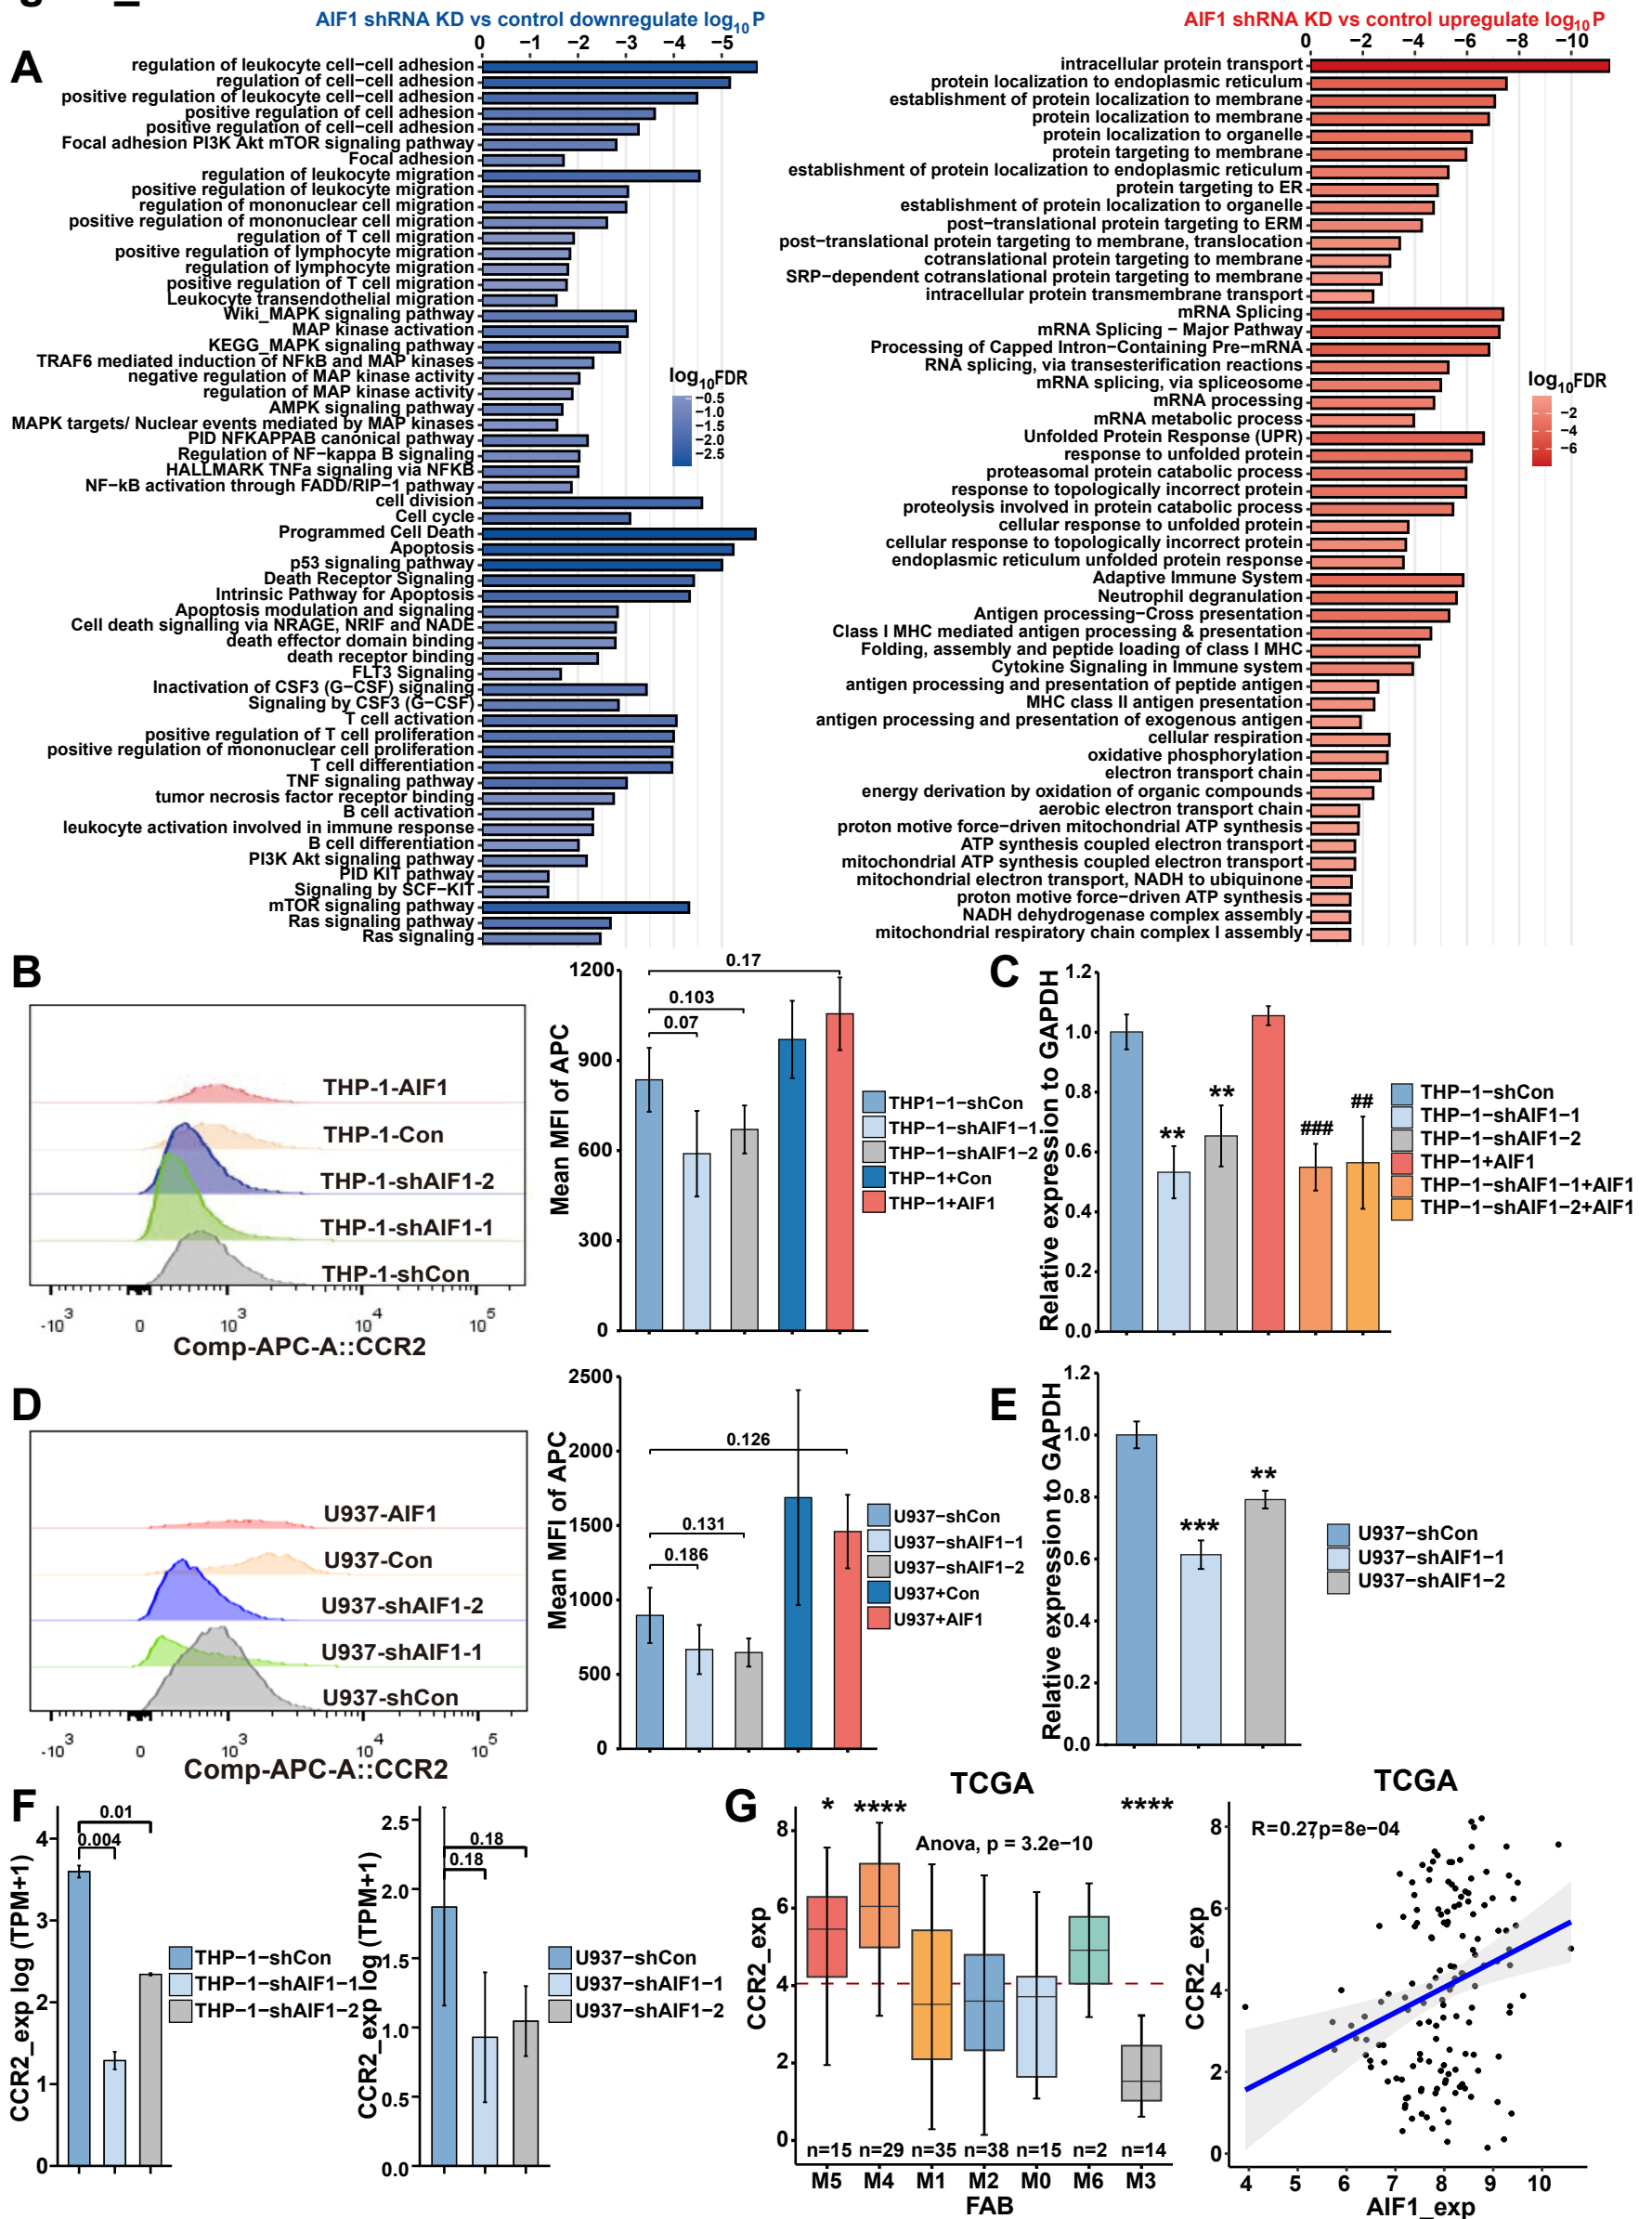 AIF1 shRNA KD vs control downregulate log10P
0 −1 −2 −3 −4 −5
A
regulation of leukocyte cell−cell adhesion
regulation of cell−cell adhesion
positive regulation of leukocyte cell−cell adhesion
positive regulation of cell adhesion
positive regulation of cell−cell adhesion
Focal adhesion PI3K Akt mTOR signaling pathway
Focal adhesion
regulation of leukocyte migration
positive regulation of leukocyte migration
regulation of mononuclear cell migration
positive regulation of mononuclear cell migration
regulation of T cell migration
positive regulation of lymphocyte migration
regulation of lymphocyte migration
positive regulation of T cell migration
Leukocyte transendothelial migration
Wiki_MAPK signaling pathway
MAP kinase activation
KEGG_MAPK signaling pathway
TRAF6 mediated induction of NFkB and MAP kinases
negative regulation of MAP kinase activity
regulation of MAP kinase activity
AMPK signaling pathway
MAPK targets/ Nuclear events mediated by MAP kinases
PID NFKAPPAB canonical pathway
Regulation of NF−kappa B signaling
HALLMARK TNFa signaling via NFKB
NF−kB activation through FADD/RIP−1 pathway
cell division
Cell cycle
Programmed Cell Death
Apoptosis
p53 signaling pathway
Death Receptor Signaling
Intrinsic Pathway for Apoptosis
Apoptosis modulation and signaling
Cell death signalling via NRAGE, NRIF and NADE
death effector domain binding
death receptor binding
FLT3 Signaling
Inactivation of CSF3 (G−CSF) signaling
Signaling by CSF3 (G−CSF)
T cell activation
positive regulation of T cell proliferation
positive regulation of mononuclear cell proliferation
T cell differentiation
TNF signaling pathway
tumor necrosis factor receptor binding
B cell activation
leukocyte activation involved in immune response
B cell differentiation
PI3K Akt signaling pathway
PID KIT pathway
Signaling by SCF−KIT
mTOR signaling pathway
Ras signaling pathway
Ras signaling
log10FDR
−0.5
−1.0
−1.5
−2.0
−2.5
AIF1 shRNA KD vs control upregulate log10P
0 −2 −4 −6 −8 −10
intracellular protein transport
protein localization to endoplasmic reticulum
establishment of protein localization to membrane
protein localization to membrane
protein localization to organelle
protein targeting to membrane
establishment of protein localization to endoplasmic reticulum
protein targeting to ER
establishment of protein localization to organelle
post−translational protein targeting to ERM
post−translational protein targeting to membrane, translocation
cotranslational protein targeting to membrane
SRP−dependent cotranslational protein targeting to membrane
intracellular protein transmembrane transport
mRNA Splicing
mRNA Splicing − Major Pathway
Processing of Capped Intron−Containing Pre−mRNA
RNA splicing, via transesterification reactions
mRNA splicing, via spliceosome
mRNA processing
mRNA metabolic process
Unfolded Protein Response (UPR)
response to unfolded protein
proteasomal protein catabolic process
response to topologically incorrect protein
proteolysis involved in protein catabolic process
cellular response to unfolded protein
cellular response to topologically incorrect protein
endoplasmic reticulum unfolded protein response
Adaptive Immune System
Neutrophil degranulation
Antigen processing−Cross presentation
Class I MHC mediated antigen processing & presentation
Folding, assembly and peptide loading of class I MHC
Cytokine Signaling in Immune system
antigen processing and presentation of peptide antigen
MHC class II antigen presentation
antigen processing and presentation of exogenous antigen
cellular respiration
oxidative phosphorylation
electron transport chain
energy derivation by oxidation of organic compounds
aerobic electron transport chain
proton motive force−driven mitochondrial ATP synthesis
ATP synthesis coupled electron transport
mitochondrial ATP synthesis coupled electron transport
mitochondrial electron transport, NADH to ubiquinone
proton motive force−driven ATP synthesis
NADH dehydrogenase complex assembly
mitochondrial respiratory chain complex I assembly
log10FDR
−2
−4
−6
B
THP-1-AIF1
THP-1-Con
THP-1-shAIF1-2
THP-1-shAIF1-1
THP-1-shCon
-10^3 0 10^3 10^4 10^5
Comp-APC-A::CCR2
Mean MFI of APC
1200
900
600
300
0
0.17
0.103
0.07
THP1−1−shCon
THP−1−shAIF1−1
THP−1−shAIF1−2
THP−1+Con
THP−1+AIF1
C
Relative expression to GAPDH
1.2
1.0
0.8
0.6
0.4
0.2
0.0
** ** ### ##
THP−1−shCon
THP−1−shAIF1−1
THP−1−shAIF1−2
THP−1+AIF1
THP−1−shAIF1−1+AIF1
THP−1−shAIF1−2+AIF1
D
U937-AIF1
U937-Con
U937-shAIF1-2
U937-shAIF1-1
U937-shCon
-10^3 0 10^3 10^4 10^5
Comp-APC-A::CCR2
Mean MFI of APC
2500
2000
1500
1000
500
0
0.126
0.131
0.186
U937−shCon
U937−shAIF1−1
U937−shAIF1−2
U937+Con
U937+AIF1
E
Relative expression to GAPDH
1.2
1.0
0.8
0.6
0.4
0.2
0.0
*** **
U937−shCon
U937−shAIF1−1
U937−shAIF1−2
F
CCR2_exp log (TPM+1)
4
3
2
1
0
0.01
0.004
THP−1−shCon
THP−1−shAIF1−1
THP−1−shAIF1−2
CCR2_exp log (TPM+1)
2.5
2.0
1.5
1.0
0.5
0.0
0.18
0.18
U937−shCon
U937−shAIF1−1
U937−shAIF1−2
G
TCGA
* **** ****
Anova, p = 3.2e−10
CCR2_exp
8
6
4
2
0
n=15 n=29 n=35 n=38 n=15 n=2 n=14
M5 M4 M1 M2 M0 M6 M3
FAB
TCGA
R=0.27,p=8e−04
CCR2_exp
8
6
4
2
0
4 5 6 7 8 9 10
AIF1_exp